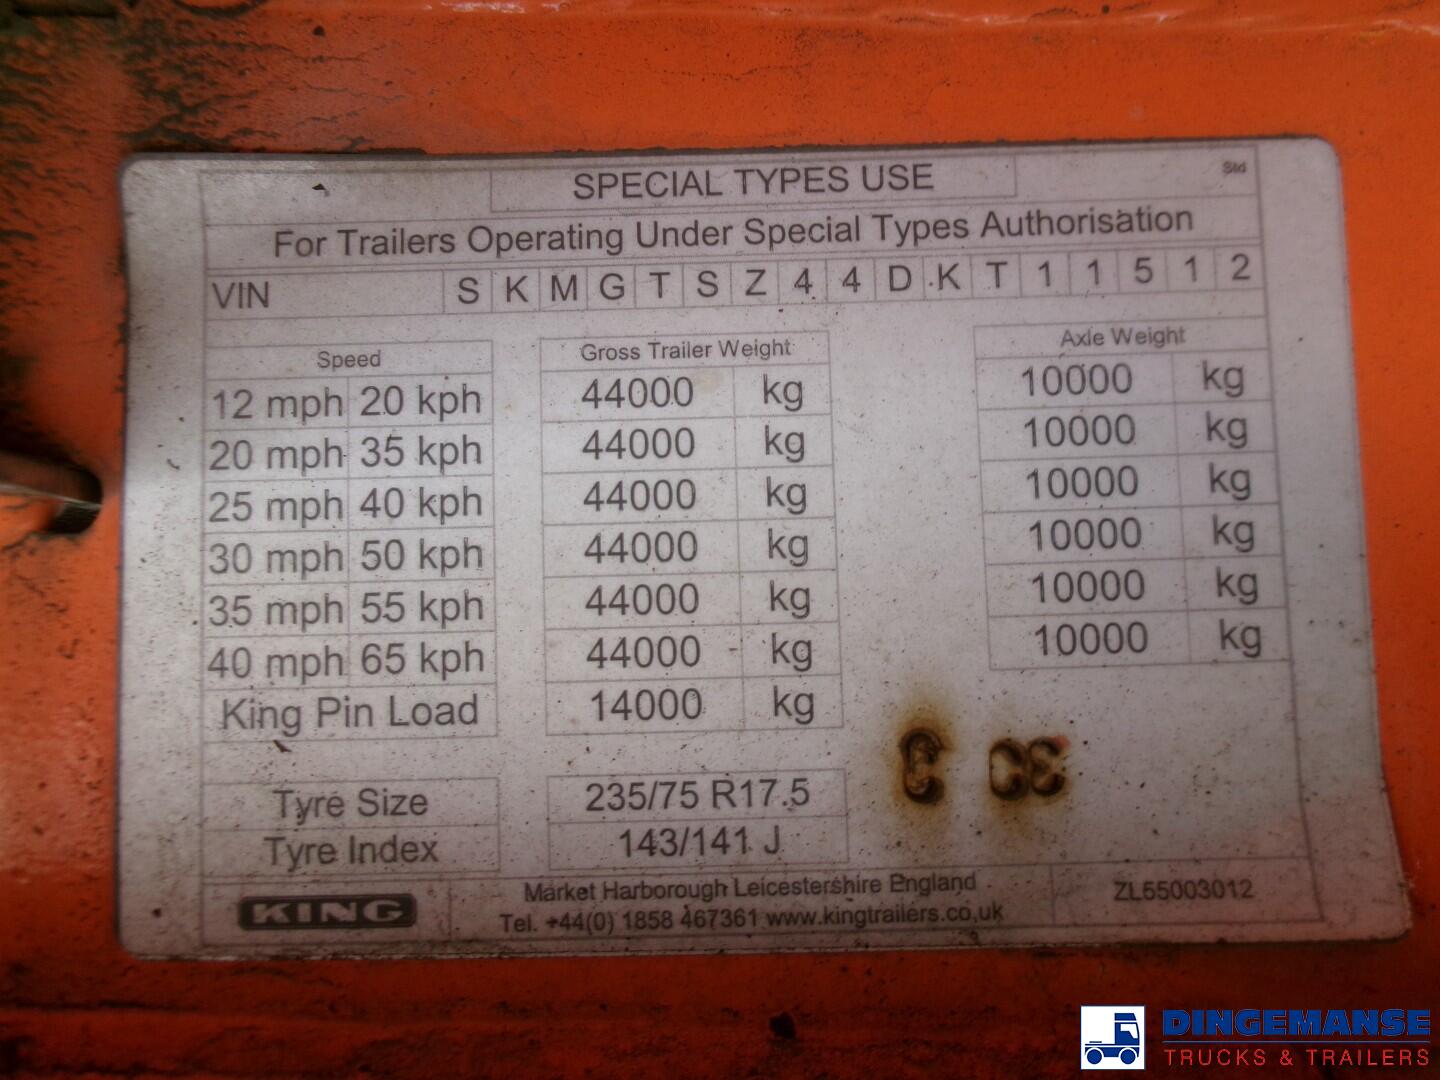 SPECIAL TYPES USE Std
For Trailers Operating Under Special Types Authorisation
VIN S K M G T S Z 4 4 D K T 1 1 5 1 2
Speed Gross Trailer Weight Axle Weight
12 mph 20 kph 44000 kg 10000 kg
20 mph 35 kph 44000 kg 10000 kg
25 mph 40 kph 44000 kg 10000 kg
30 mph 50 kph 44000 kg 10000 kg
35 mph 55 kph 44000 kg 10000 kg
40 mph 65 kph 44000 kg 10000 kg
King Pin Load 14000 kg
Tyre Size 235/75 R17.5
Tyre Index 143/141 J
KING
Market Harborough Leicestershire England
Tel. +44(0) 1858 467361 www.kingtrailers.co.uk
ZL55003012
DINGEMANSE
TRUCKS & TRAILERS